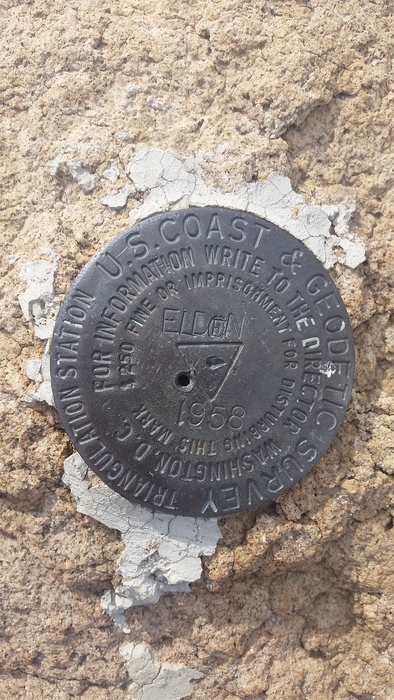 U.S. COAST & GEODETIC SURVEY
TRIANGULATION STATION
FOR INFORMATION WRITE TO THE DIRECTOR
WASHINGTON, D.C.
$250 FINE OR IMPRISONMENT FOR DISTURBING THIS MARK
ELDEN
1958